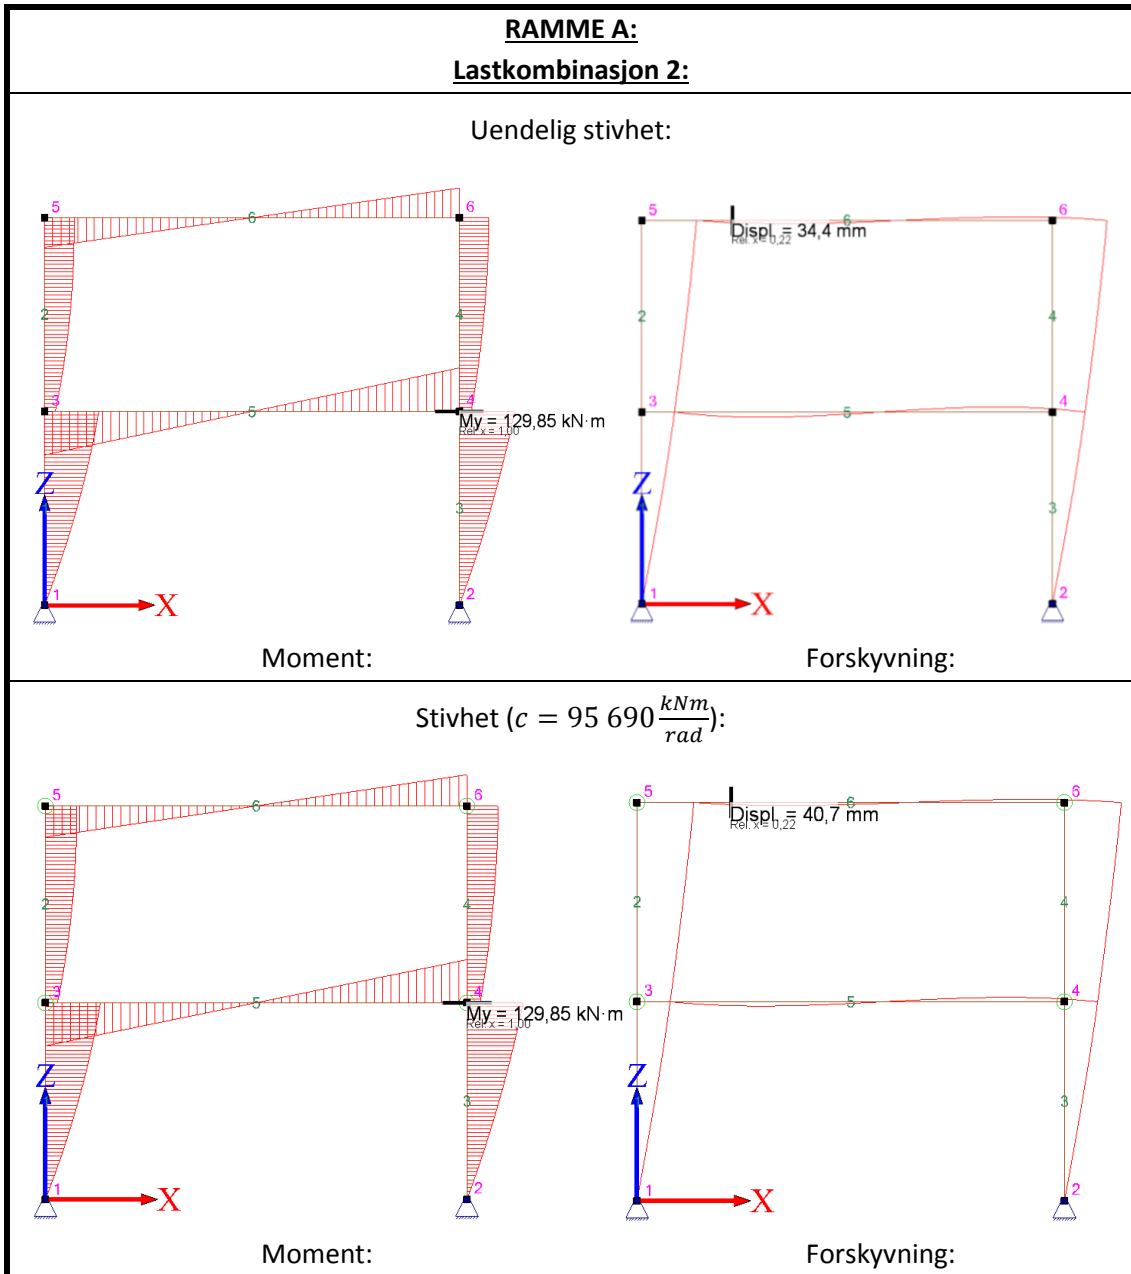 RAMME A:
Lastkombinasjon 2:
Uendelig stivhet:
5
6
6
2
4
3
5
4
My = 129,85 kN·m
Rel. x = 1,00
Z
3
1
X
2
Moment:
5
6
6
Displ. = 34,4 mm
Rel. x = 0,22
2
4
3
5
4
Z
3
1
X
2
Forskyvning:
Stivhet (c = 95 690 kNm/rad):
5
6
6
2
4
3
5
4
My = 129,85 kN·m
Rel. x = 1,00
Z
3
1
X
2
Moment:
5
6
6
Displ. = 40,7 mm
Rel. x = 0,22
2
4
3
5
4
Z
3
1
X
2
Forskyvning: